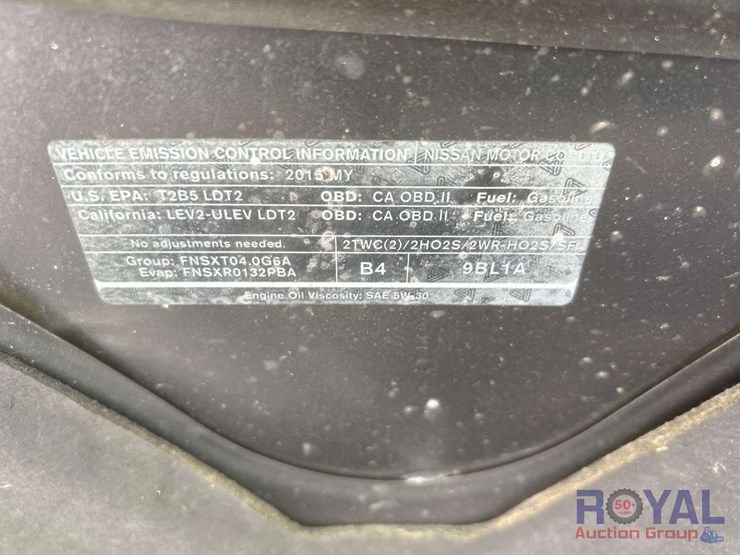 VEHICLE EMISSION CONTROL INFORMATION NISSAN MOTOR CO., LTD.
Conforms to regulations: 2015 MY
U.S. EPA: T2B5 LDT2 OBD: CA OBD II Fuel: Gasoline
California: LEV2-ULEV LDT2 OBD: CA OBD II Fuel: Gasoline
No adjustments needed. 2TWC(2)/2HO2S/2WR-HO2S/SFI
Group: FNSXT04.0G6A
Evap: FNSXR0132PBA
B4 9BL1A
Engine Oil Viscosity: SAE 5W-30
ROYAL
50+
Auction Group